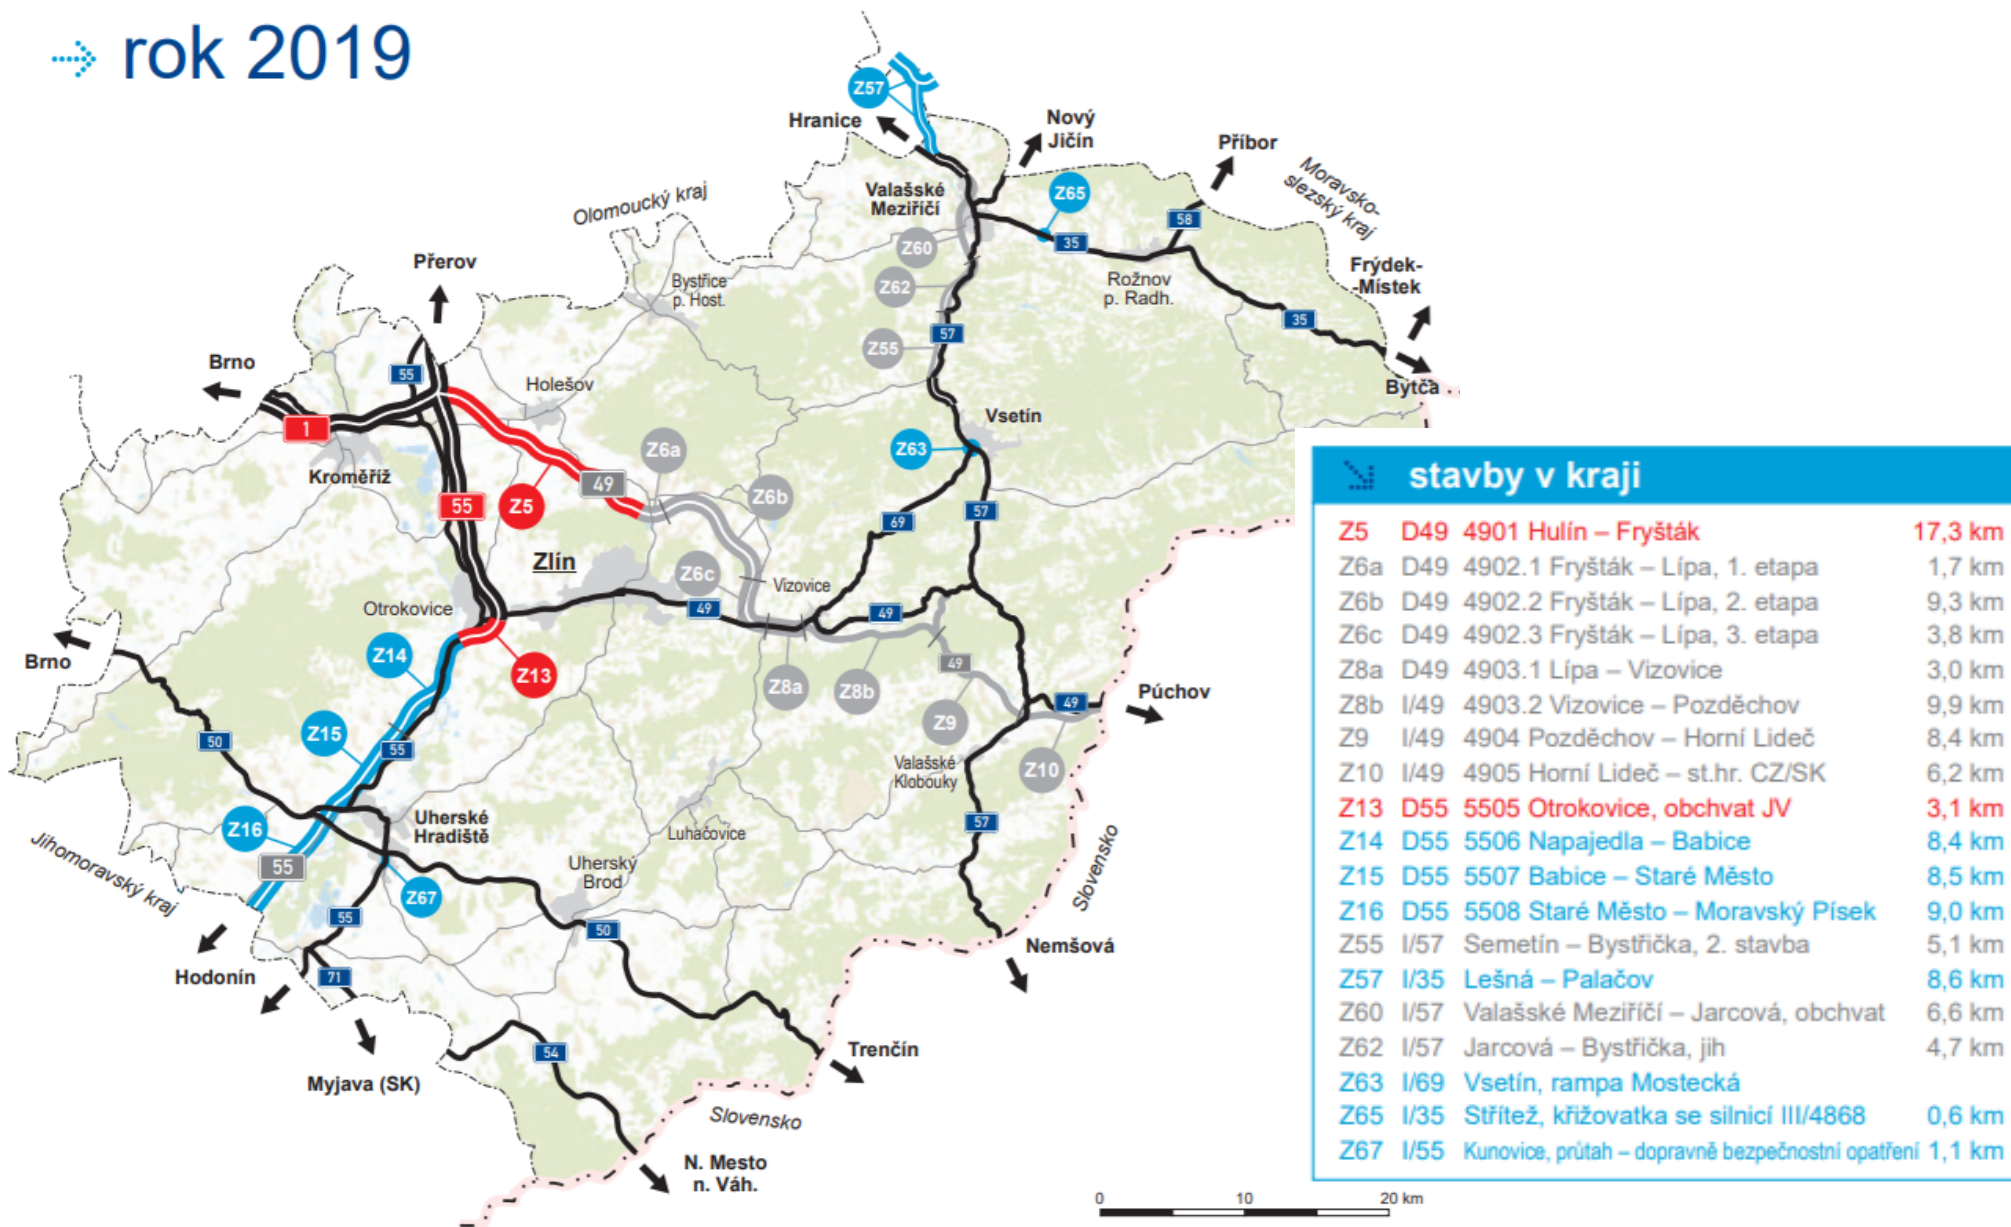 rok 2019
Z57
Hranice
Nový
Jičín
Příbor
Moravsko-
slezský kraj
Valašské
Meziříčí
Z65
Olomoucký kraj
58
Z60
35
Přerov
Bystřice
p. Host.
Z62
Rožnov
p. Radh.
Frýdek-
-Místek
35
57
Z55
Brno
55
Holešov
Bytča
1
Vsetín
Z6a
Z63
Kroměříž
49
Z6b
55
Z5
69
57
Zlín
Z6c
Vizovice
Otrokovice
49
49
Brno
Z14
Z13
49
Z8a
Z8b
Púchov
49
Z15
Z9
50
55
Valašské
Klobouky
Z10
Z16
Uherské
Hradiště
Luhačovice
57
Jihomoravský kraj
55
Uherský
Brod
Slovensko
Z67
55
50
Nemšová
Hodonín
71
54
Trenčín
Myjava (SK)
Slovensko
N. Mesto
n. Váh.
0 10 20 km
stavby v kraji
Z5 D49 4901 Hulín – Fryšták 17,3 km
Z6a D49 4902.1 Fryšták – Lípa, 1. etapa 1,7 km
Z6b D49 4902.2 Fryšták – Lípa, 2. etapa 9,3 km
Z6c D49 4902.3 Fryšták – Lípa, 3. etapa 3,8 km
Z8a D49 4903.1 Lípa – Vizovice 3,0 km
Z8b I/49 4903.2 Vizovice – Pozděchov 9,9 km
Z9 I/49 4904 Pozděchov – Horní Lideč 8,4 km
Z10 I/49 4905 Horní Lideč – st.hr. CZ/SK 6,2 km
Z13 D55 5505 Otrokovice, obchvat JV 3,1 km
Z14 D55 5506 Napajedla – Babice 8,4 km
Z15 D55 5507 Babice – Staré Město 8,5 km
Z16 D55 5508 Staré Město – Moravský Písek 9,0 km
Z55 I/57 Semetín – Bystřička, 2. stavba 5,1 km
Z57 I/35 Lešná – Palačov 8,6 km
Z60 I/57 Valašské Meziříčí – Jarcová, obchvat 6,6 km
Z62 I/57 Jarcová – Bystřička, jih 4,7 km
Z63 I/69 Vsetín, rampa Mostecká
Z65 I/35 Střítež, křižovatka se silnicí III/4868 0,6 km
Z67 I/55 Kunovice, průtah – dopravně bezpečnostní opatření 1,1 km